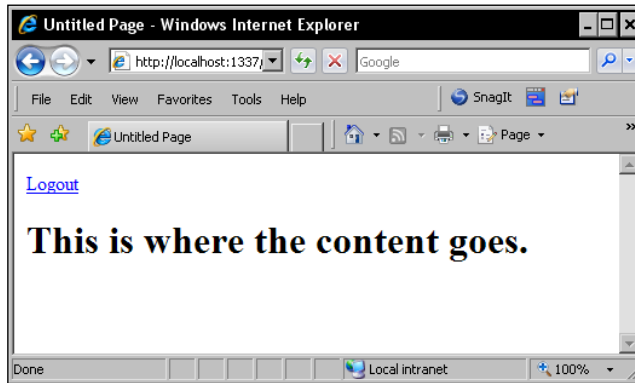 Untitled Page - Windows Internet Explorer
http://localhost:1337/
Google
File Edit View Favorites Tools Help
SnagIt
Untitled Page
Page
Logout
This is where the content goes.
Done
Local intranet
100%